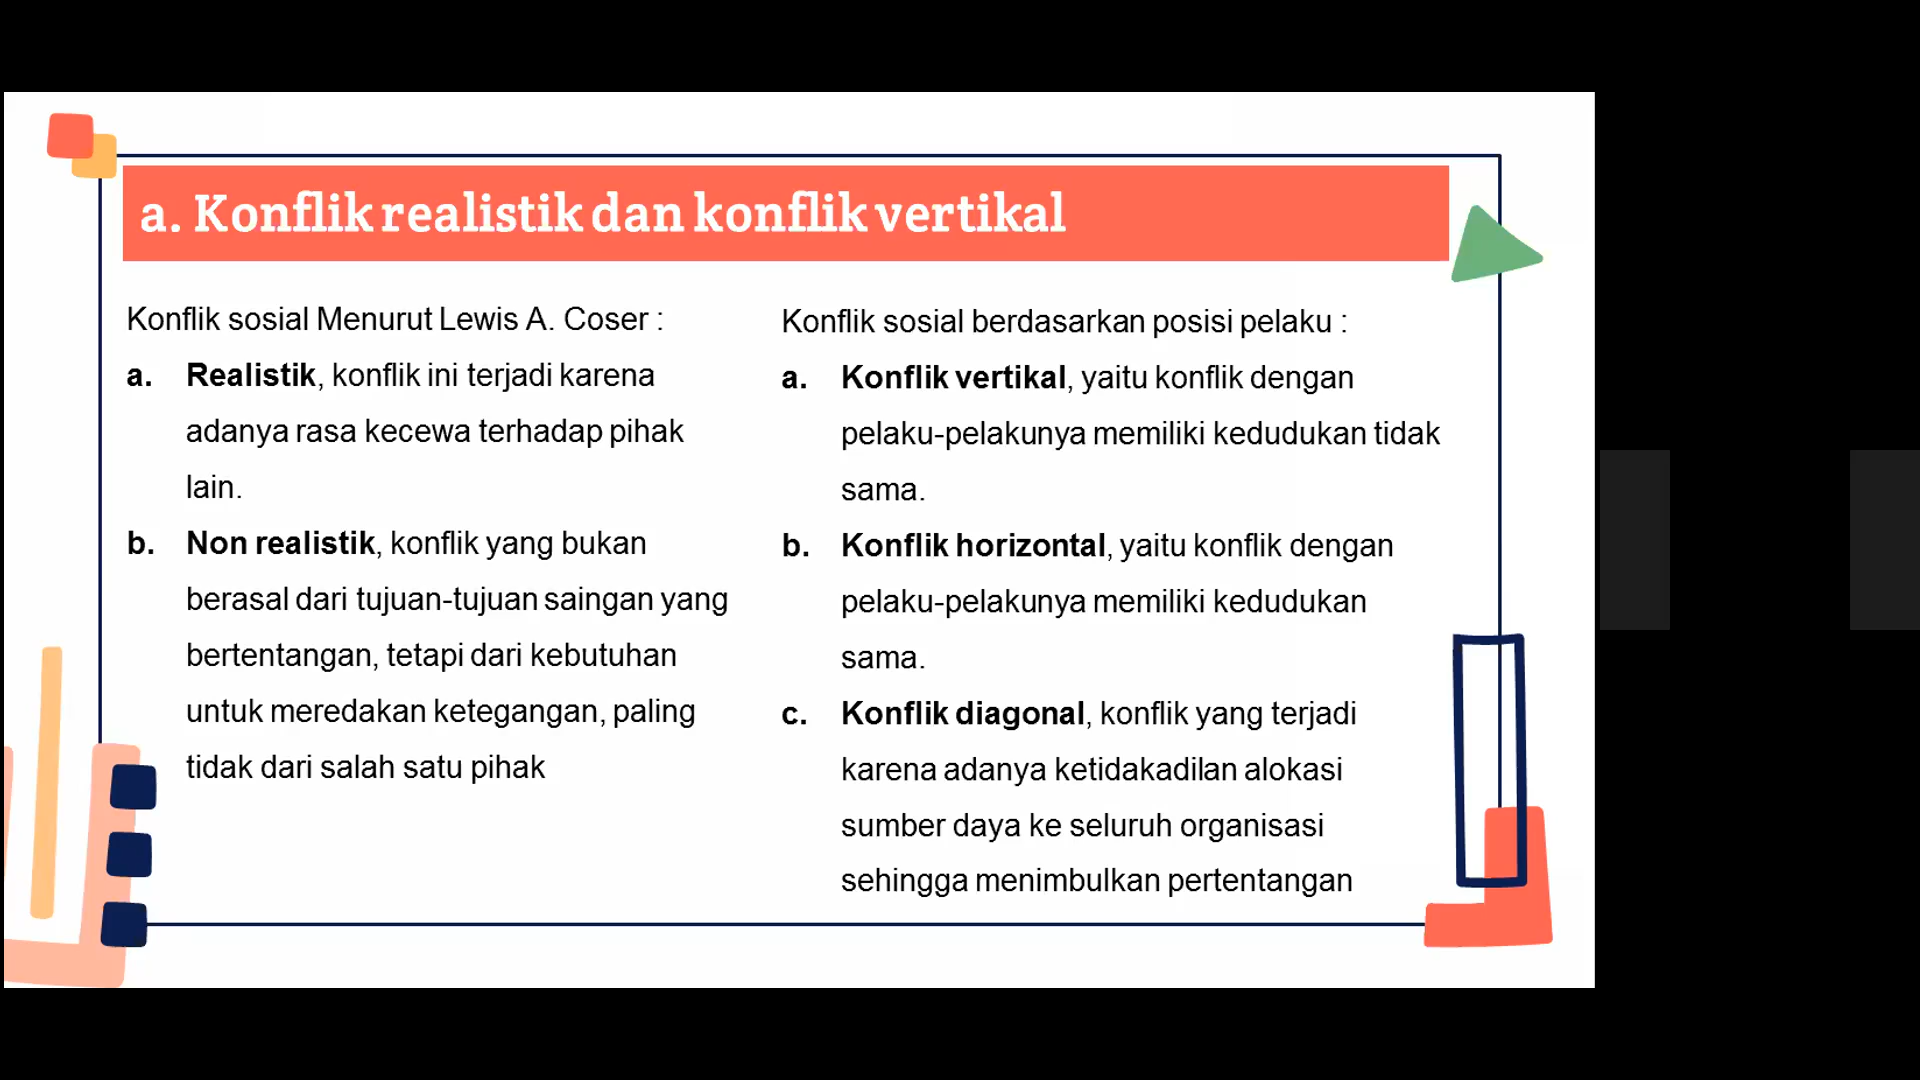 a. Konflik realistik dan konflik vertikal
Konflik sosial Menurut Lewis A. Coser :
a. Realistik, konflik ini terjadi karena
adanya rasa kecewa terhadap pihak
lain.
b. Non realistik, konflik yang bukan
berasal dari tujuan-tujuan saingan yang
bertentangan, tetapi dari kebutuhan
untuk meredakan ketegangan, paling
tidak dari salah satu pihak
Konflik sosial berdasarkan posisi pelaku :
a. Konflik vertikal, yaitu konflik dengan
pelaku-pelakunya memiliki kedudukan tidak
sama.
b. Konflik horizontal, yaitu konflik dengan
pelaku-pelakunya memiliki kedudukan
sama.
c. Konflik diagonal, konflik yang terjadi
karena adanya ketidakadilan alokasi
sumber daya ke seluruh organisasi
sehingga menimbulkan pertentangan